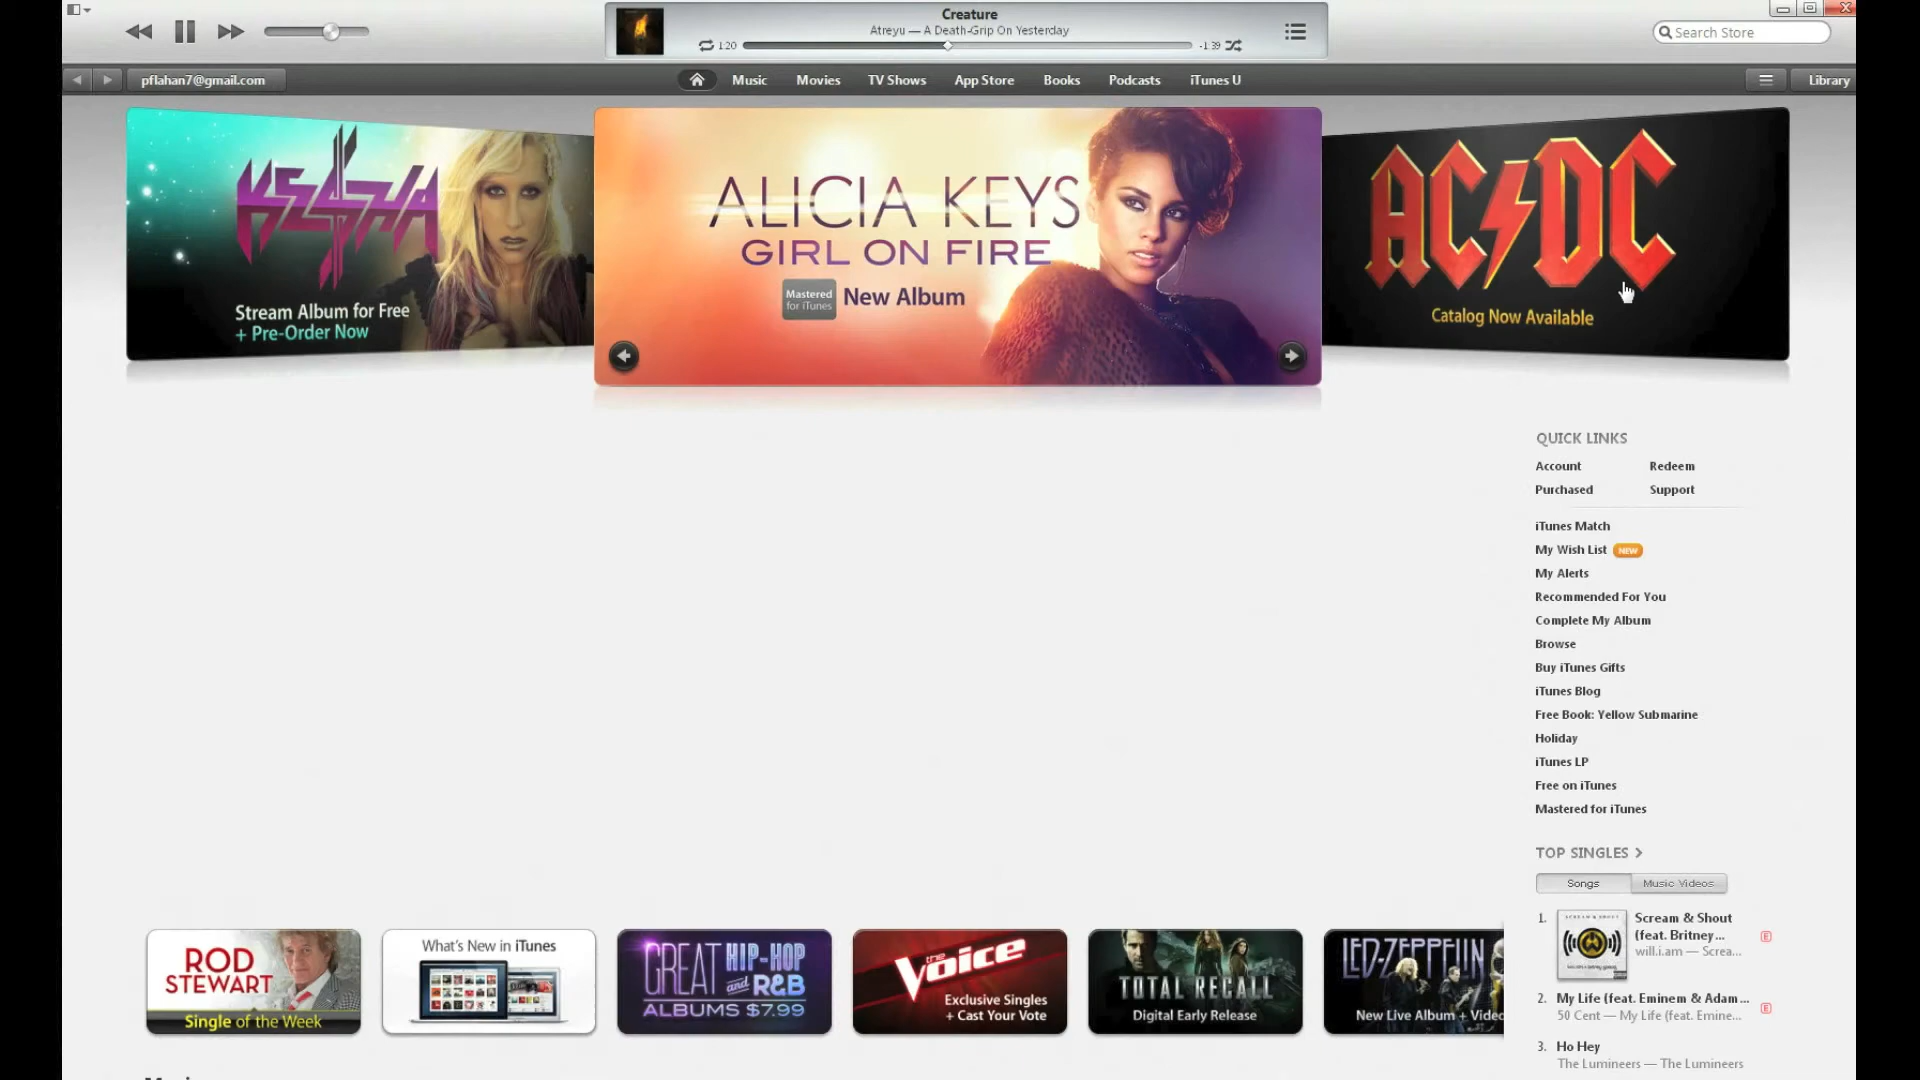 Creature
Atreyu — A Death-Grip On Yesterday
1:20
-1:39
Search Store
pflahan7@gmail.com
Music
Movies
TV Shows
App Store
Books
Podcasts
iTunes U
Library
KE$HA
Stream Album for Free
+ Pre-Order Now
ALICIA KEYS
GIRL ON FIRE
Mastered
for iTunes
New Album
AC DC
Catalog Now Available
QUICK LINKS
Account
Redeem
Purchased
Support
iTunes Match
My Wish List NEW
My Alerts
Recommended For You
Complete My Album
Browse
Buy iTunes Gifts
iTunes Blog
Free Book: Yellow Submarine
Holiday
iTunes LP
Free on iTunes
Mastered for iTunes
TOP SINGLES >
Songs
Music Videos
1. Scream & Shout
(feat. Britney...
will.i.am — Screa...
E
2. My Life (feat. Eminem & Adam ...
50 Cent — My Life (feat. Emine...
E
3. Ho Hey
The Lumineers — The Lumineers
ROD
STEWART
Single of the Week
What's New in iTunes
GREAT HIP-HOP
and R&B
ALBUMS $7.99
the
Voice
Exclusive Singles
+ Cast Your Vote
TOTAL RECALL
Digital Early Release
LED-ZEPPELIN
New Live Album + Video